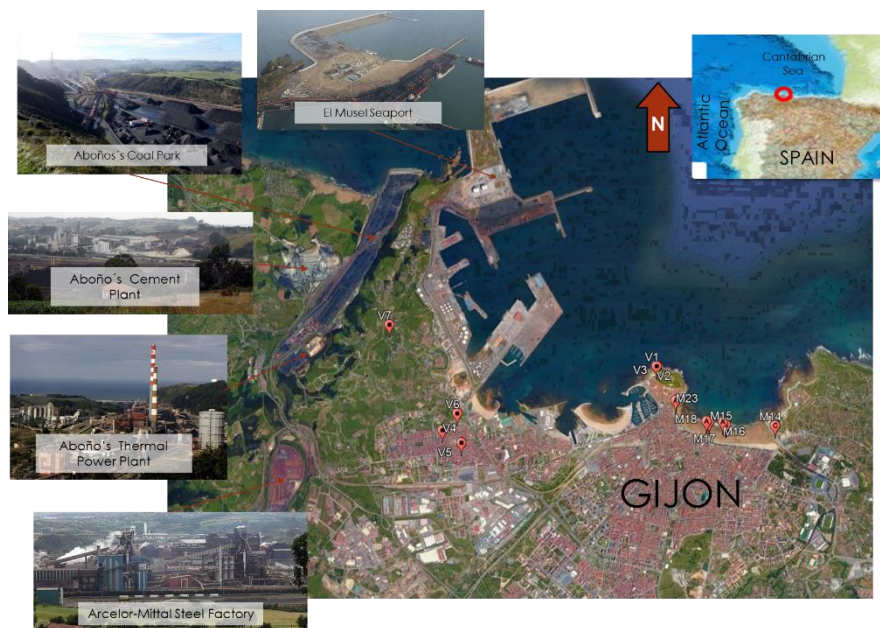 El Musel Seaport
Cantabrian
Sea
Atlantic
Ocean
SPAIN
N
Aboños´s Coal Park
Aboño´s Cement
Plant
V7
V1
V3
V2
Aboño´s Thermal
Power Plant
V6
V4
V5
M23
M18
M15
M14
M17
M16
GIJON
Arcelor-Mittal Steel Factory